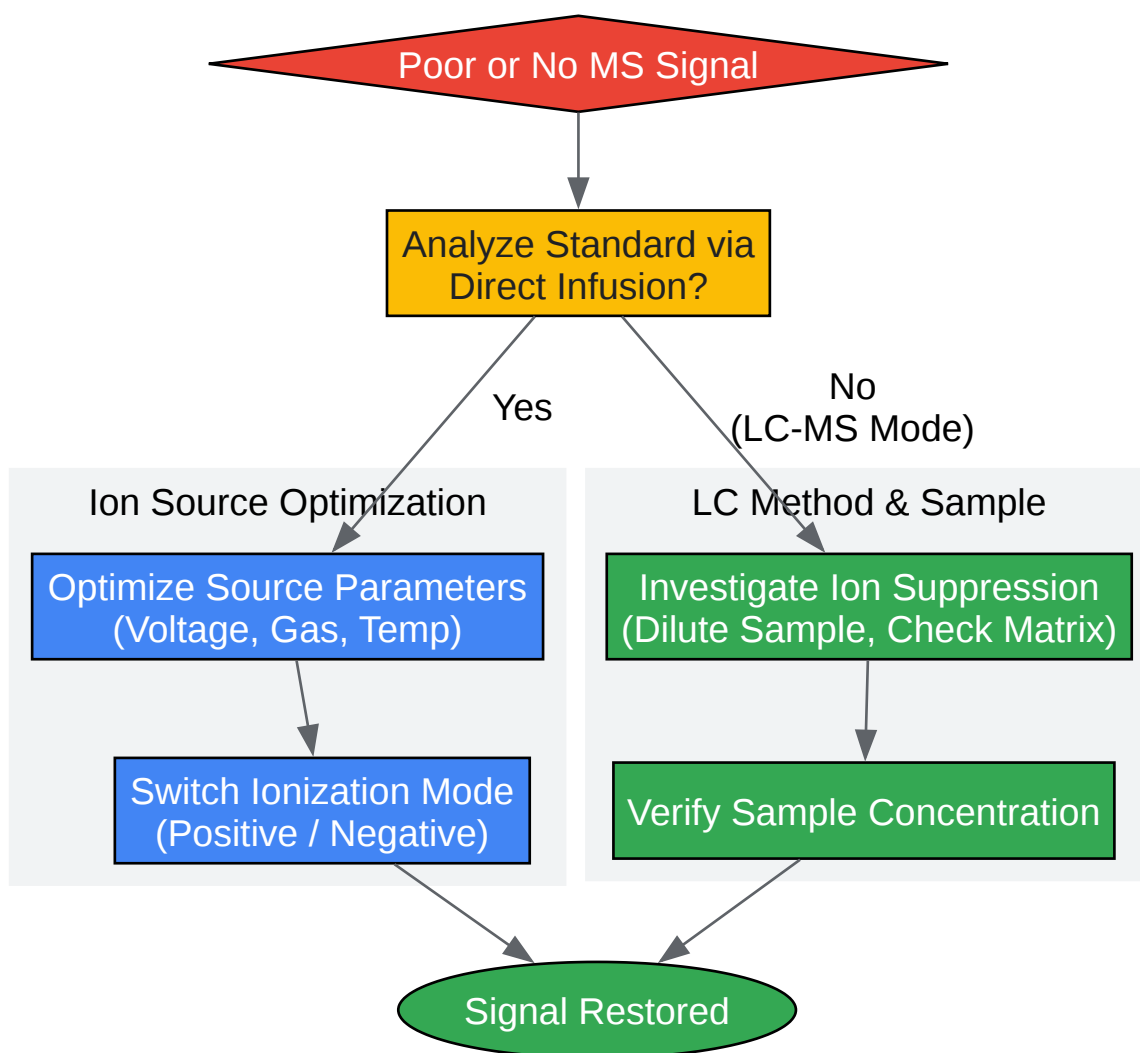 Poor or No MS Signal
Analyze Standard via
Direct Infusion?
Yes
No
(LC-MS Mode)
Ion Source Optimization
Optimize Source Parameters
(Voltage, Gas, Temp)
Switch Ionization Mode
(Positive / Negative)
LC Method & Sample
Investigate Ion Suppression
(Dilute Sample, Check Matrix)
Verify Sample Concentration
Signal Restored